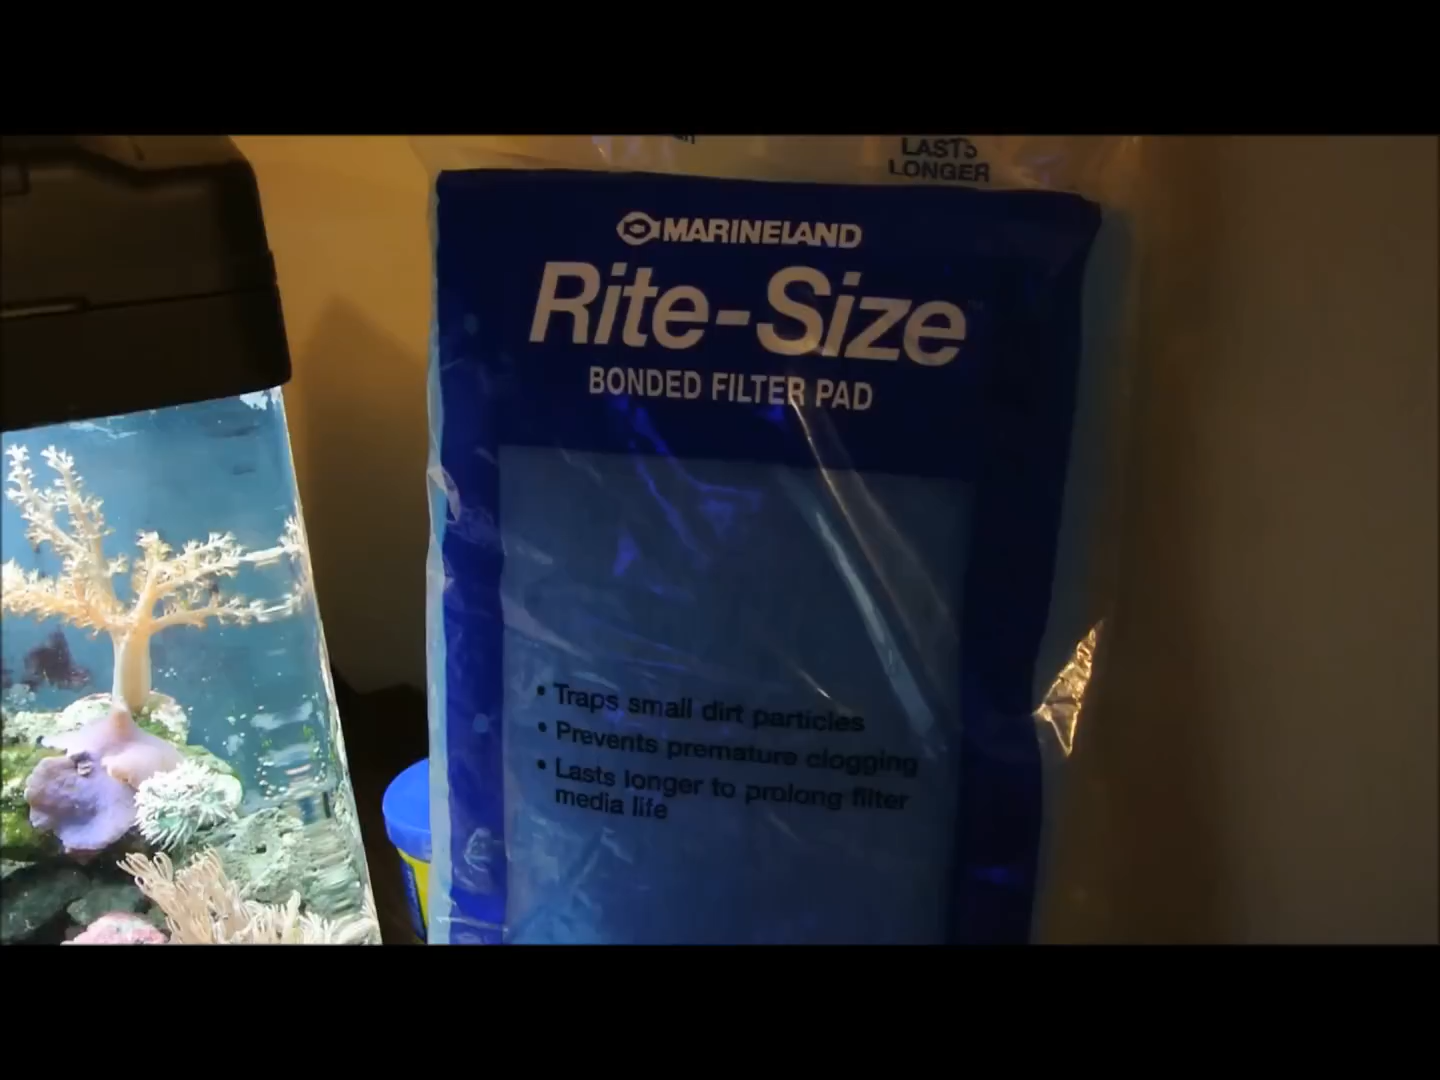 LASTS
LONGER
MARINELAND
Rite-Size
BONDED FILTER PAD
• Traps small dirt particles
• Prevents premature clogging
• Lasts longer to prolong filter
media life